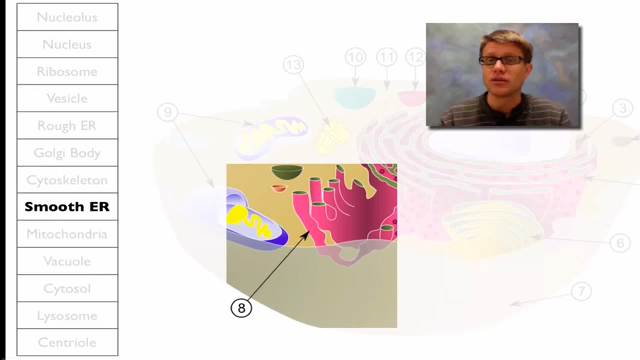 Nucleolus
Nucleus
Ribosome
Vesicle
Rough ER
Golgi Body
Cytoskeleton
Smooth ER
Mitochondria
Vacuole
Cytosol
Lysosome
Centriole
10
11
12
13
9
3
6
7
8